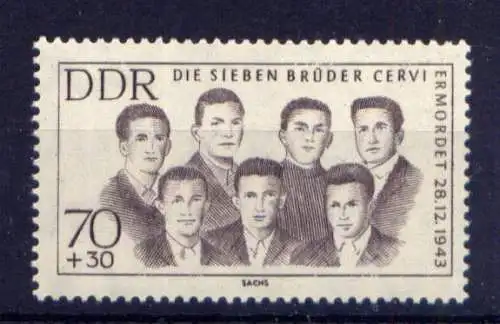 DDR
DIE SIEBEN BRÜDER CERVI
ERMORDET 28.12.1943
70
+30
SACHS